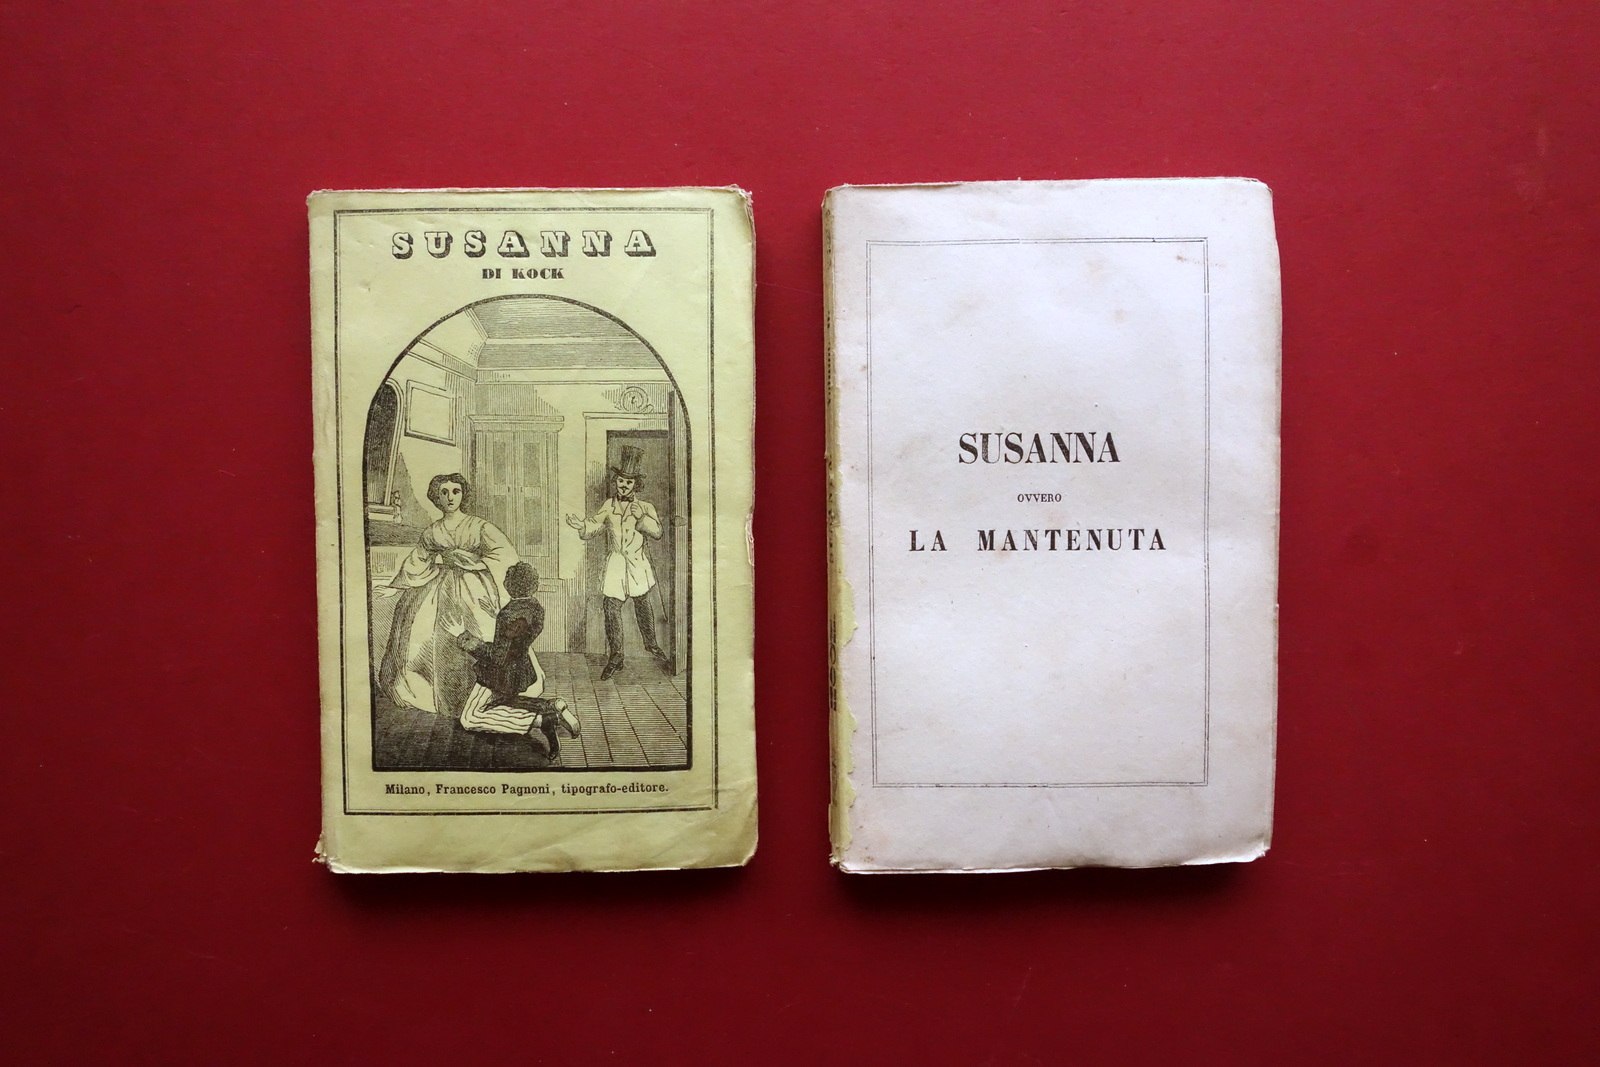 SUSANNA
DI KOCK
Milano, Francesco Pagnoni, tipografo-editore.
SUSANNA
OVVERO
LA MANTENUTA